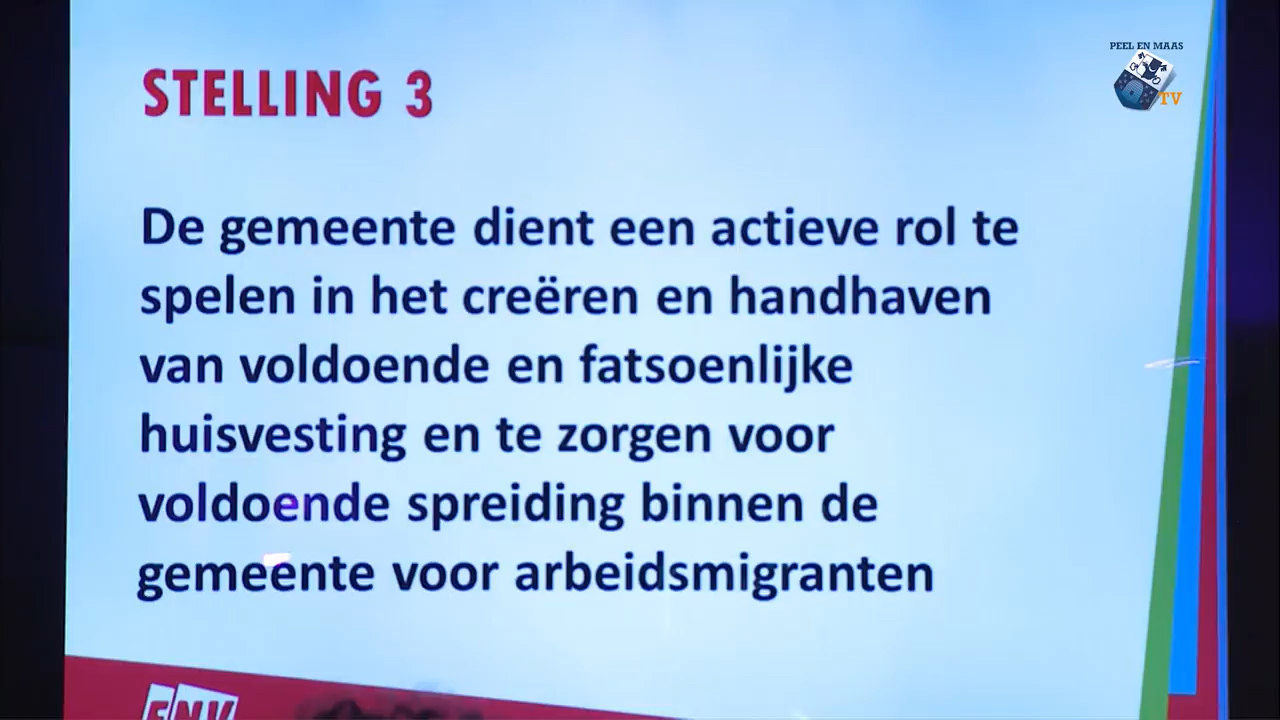 PEEL EN MAAS
TV
STELLING 3
De gemeente dient een actieve rol te
spelen in het creëren en handhaven
van voldoende en fatsoenlijke
huisvesting en te zorgen voor
voldoende spreiding binnen de
gemeente voor arbeidsmigranten
FNV